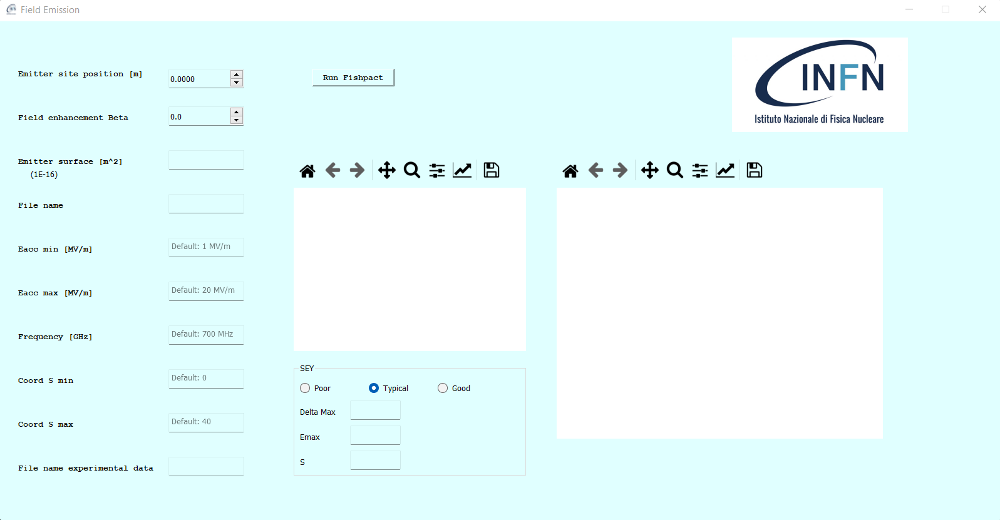 Field Emission
Emitter site position [m]
0.0000
Run Fishpact
INFN
Istituto Nazionale di Fisica Nucleare
Field enhancement Beta
0.0
Emitter surface [m^2]
(1E-16)
File name
Eacc min [MV/m]
Default: 1 MV/m
Eacc max [MV/m]
Default: 20 MV/m
Frequency [GHz]
Default: 700 MHz
Coord S min
Default: 0
Coord S max
Default: 40
File name experimental data
SEY
Poor Typical Good
Delta Max
Emax
S